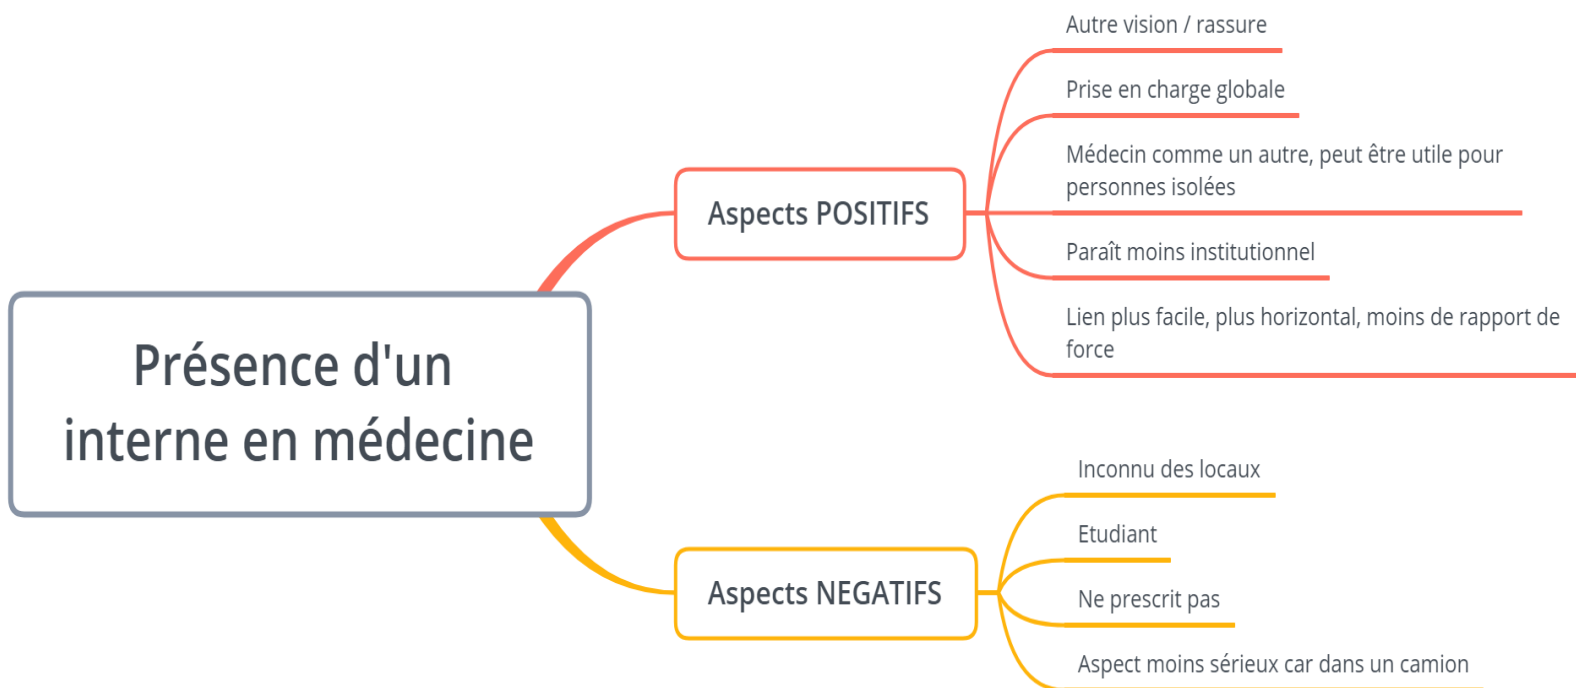 Présence d'un
interne en médecine
Aspects POSITIFS
Autre vision / rassure
Prise en charge globale
Médecin comme un autre, peut être utile pour
personnes isolées
Paraît moins institutionnel
Lien plus facile, plus horizontal, moins de rapport de
force
Aspects NEGATIFS
Inconnu des locaux
Etudiant
Ne prescrit pas
Aspect moins sérieux car dans un camion